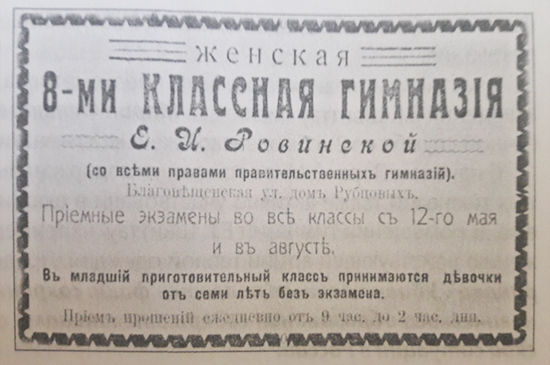 ЖЕНСКАЯ
8-МИ КЛАССНАЯ ГИМНАЗІЯ
Е. И. Ровинской
(со всѣми правами правительственныхъ гимназій).
Благовѣщенская ул. домъ Рубцовыхъ.
Пріемные экзамены во всѣ классы съ 12-го мая
и въ августѣ.
Въ младшій приготовительный классъ принимаются дѣвочки
отъ семи лѣтъ безъ экзамена.
Пріемъ прошеній ежедневно отъ 9 час. до 2 час. дня.